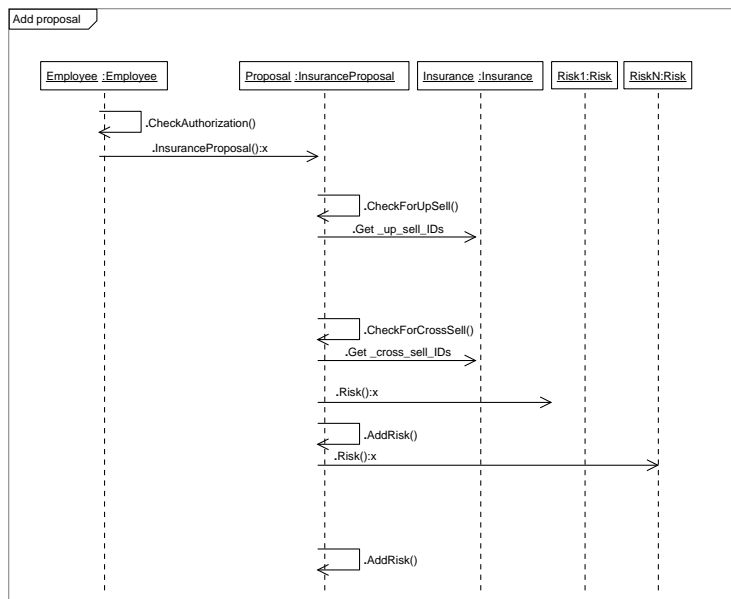 Add proposal
Employee :Employee
Proposal :InsuranceProposal
Insurance :Insurance
Risk1:Risk
RiskN:Risk
.CheckAuthorization()
.InsuranceProposal():x
.CheckForUpSell()
.Get _up_sell_IDs
.CheckForCrossSell()
.Get _cross_sell_IDs
.Risk():x
.AddRisk()
.Risk():x
.AddRisk()